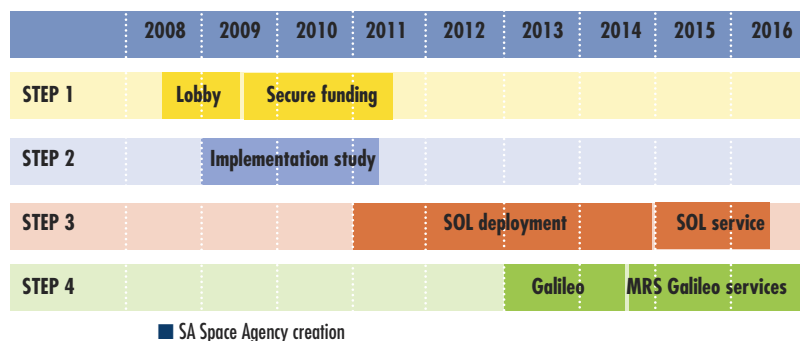 2008 2009 2010 2011 2012 2013 2014 2015 2016
STEP 1 Lobby Secure funding
STEP 2 Implementation study
STEP 3 SOL deployment SOL service
STEP 4 Galileo MRS Galileo services
SA Space Agency creation